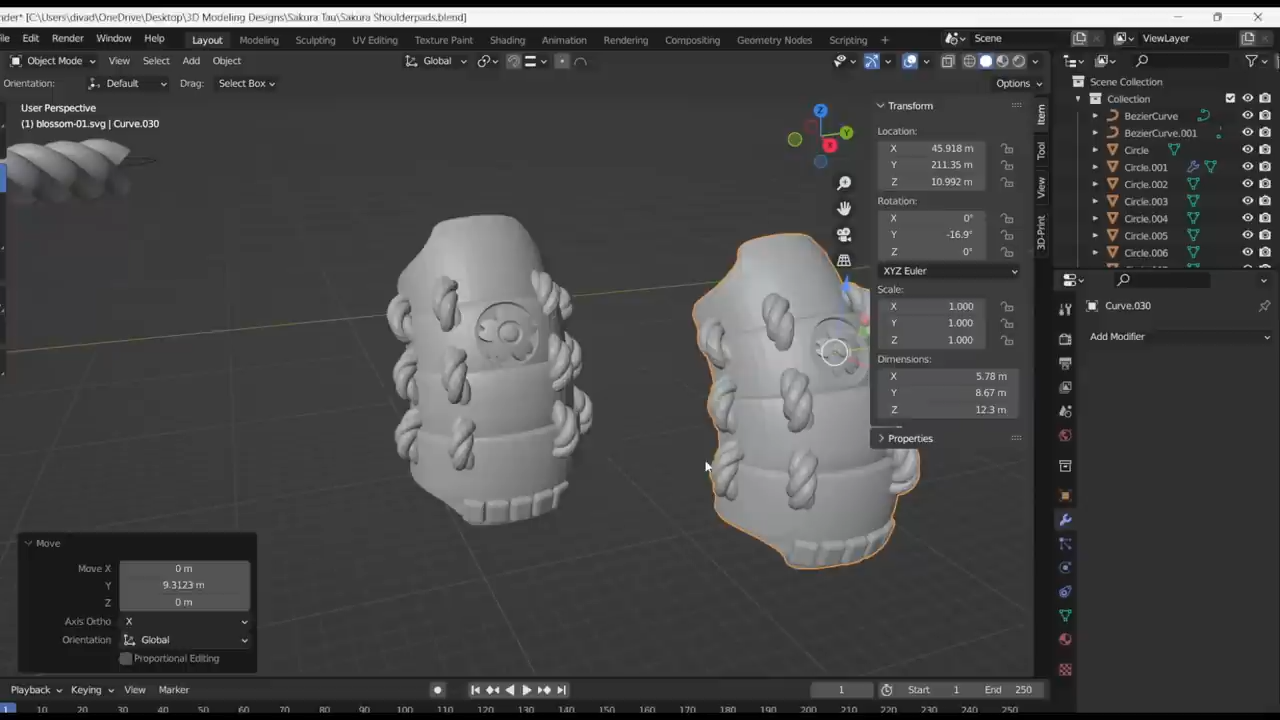 nder* [C:\Users\divad\OneDrive\Desktop\3D Modeling Designs\Sakura Tau\Sakura Shoulderpads.blend]
ile Edit Render Window Help Layout Modeling Sculpting UV Editing Texture Paint Shading Animation Rendering Compositing Geometry Nodes Scripting + Scene ViewLayer
Object Mode View Select Add Object Global
Orientation: Default Drag: Select Box Options
User Perspective
(1) blossom-01.svg | Curve.030
Z
Y
X
Transform
Location:
X 45.918 m
Y 211.35 m
Z 10.992 m
Rotation:
X 0°
Y -16.9°
Z 0°
XYZ Euler
Scale:
X 1.000
Y 1.000
Z 1.000
Dimensions:
X 5.78 m
Y 8.67 m
Z 12.3 m
Properties
Item
Tool
View
3D-Print
Scene Collection
Collection
BezierCurve
BezierCurve.001
Circle
Circle.001
Circle.002
Circle.003
Circle.004
Circle.005
Circle.006
Curve.030
Add Modifier
Move
Move X 0 m
Y 9.3123 m
Z 0 m
Axis Ortho X
Orientation Global
Proportional Editing
Playback Keying View Marker 1 Start 1 End 250
1 10 20 30 40 50 60 70 80 90 100 110 120 130 140 150 160 170 180 190 200 210 220 230 240 250